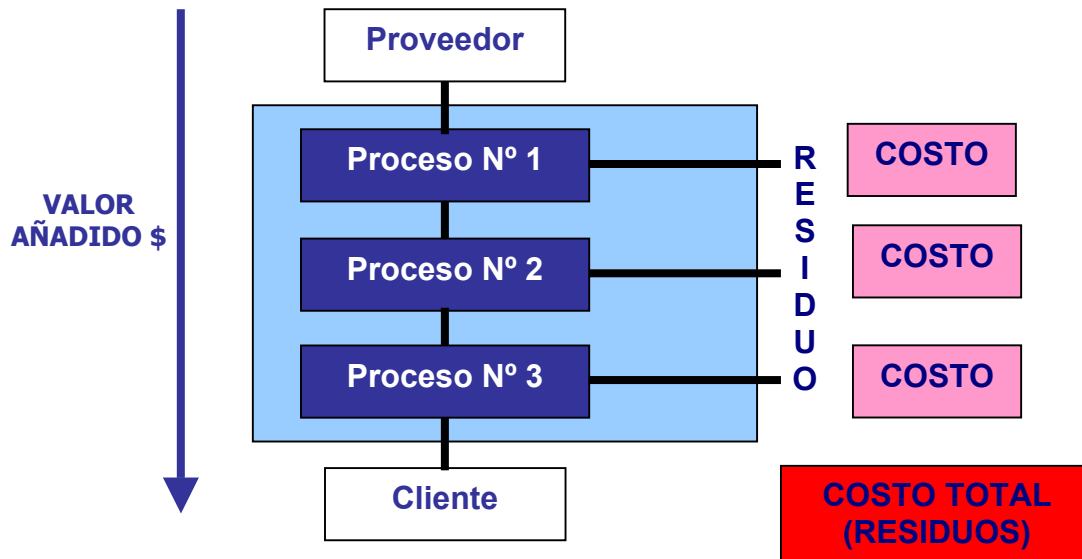 Proveedor
Proceso Nº 1
Proceso Nº 2
Proceso Nº 3
Cliente
VALOR
AÑADIDO $
RESIDUO
COSTO
COSTO
COSTO
COSTO TOTAL
(RESIDUOS)